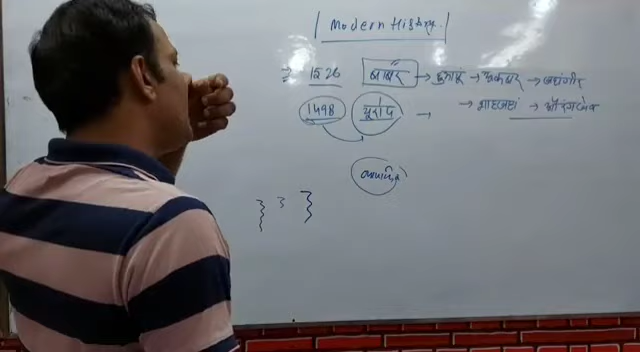 Modern History
1526 बाबर → हुमायूं → अकबर → जहांगीर
→ शाहजहां → औरंगजेब
1498 यूरोप →